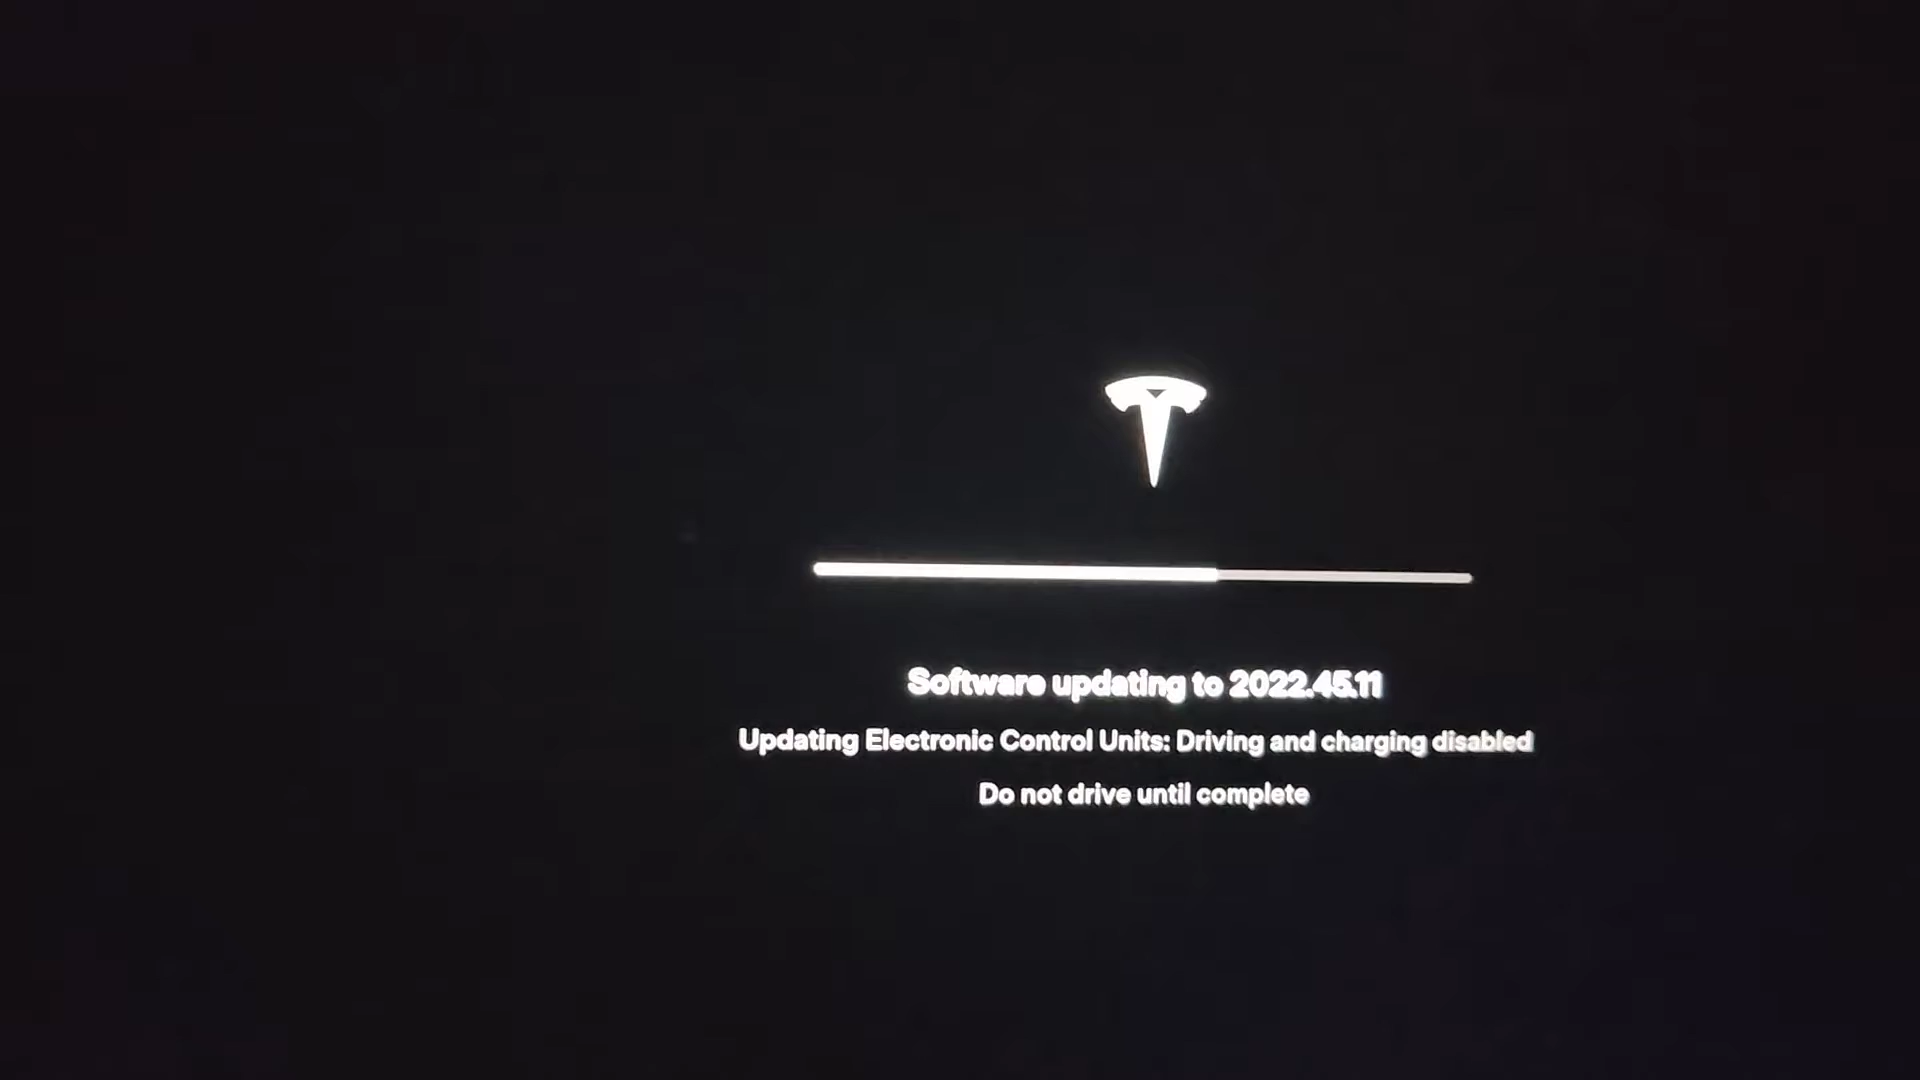 Software updating to 2022.45.11
Updating Electronic Control Units: Driving and charging disabled
Do not drive until complete